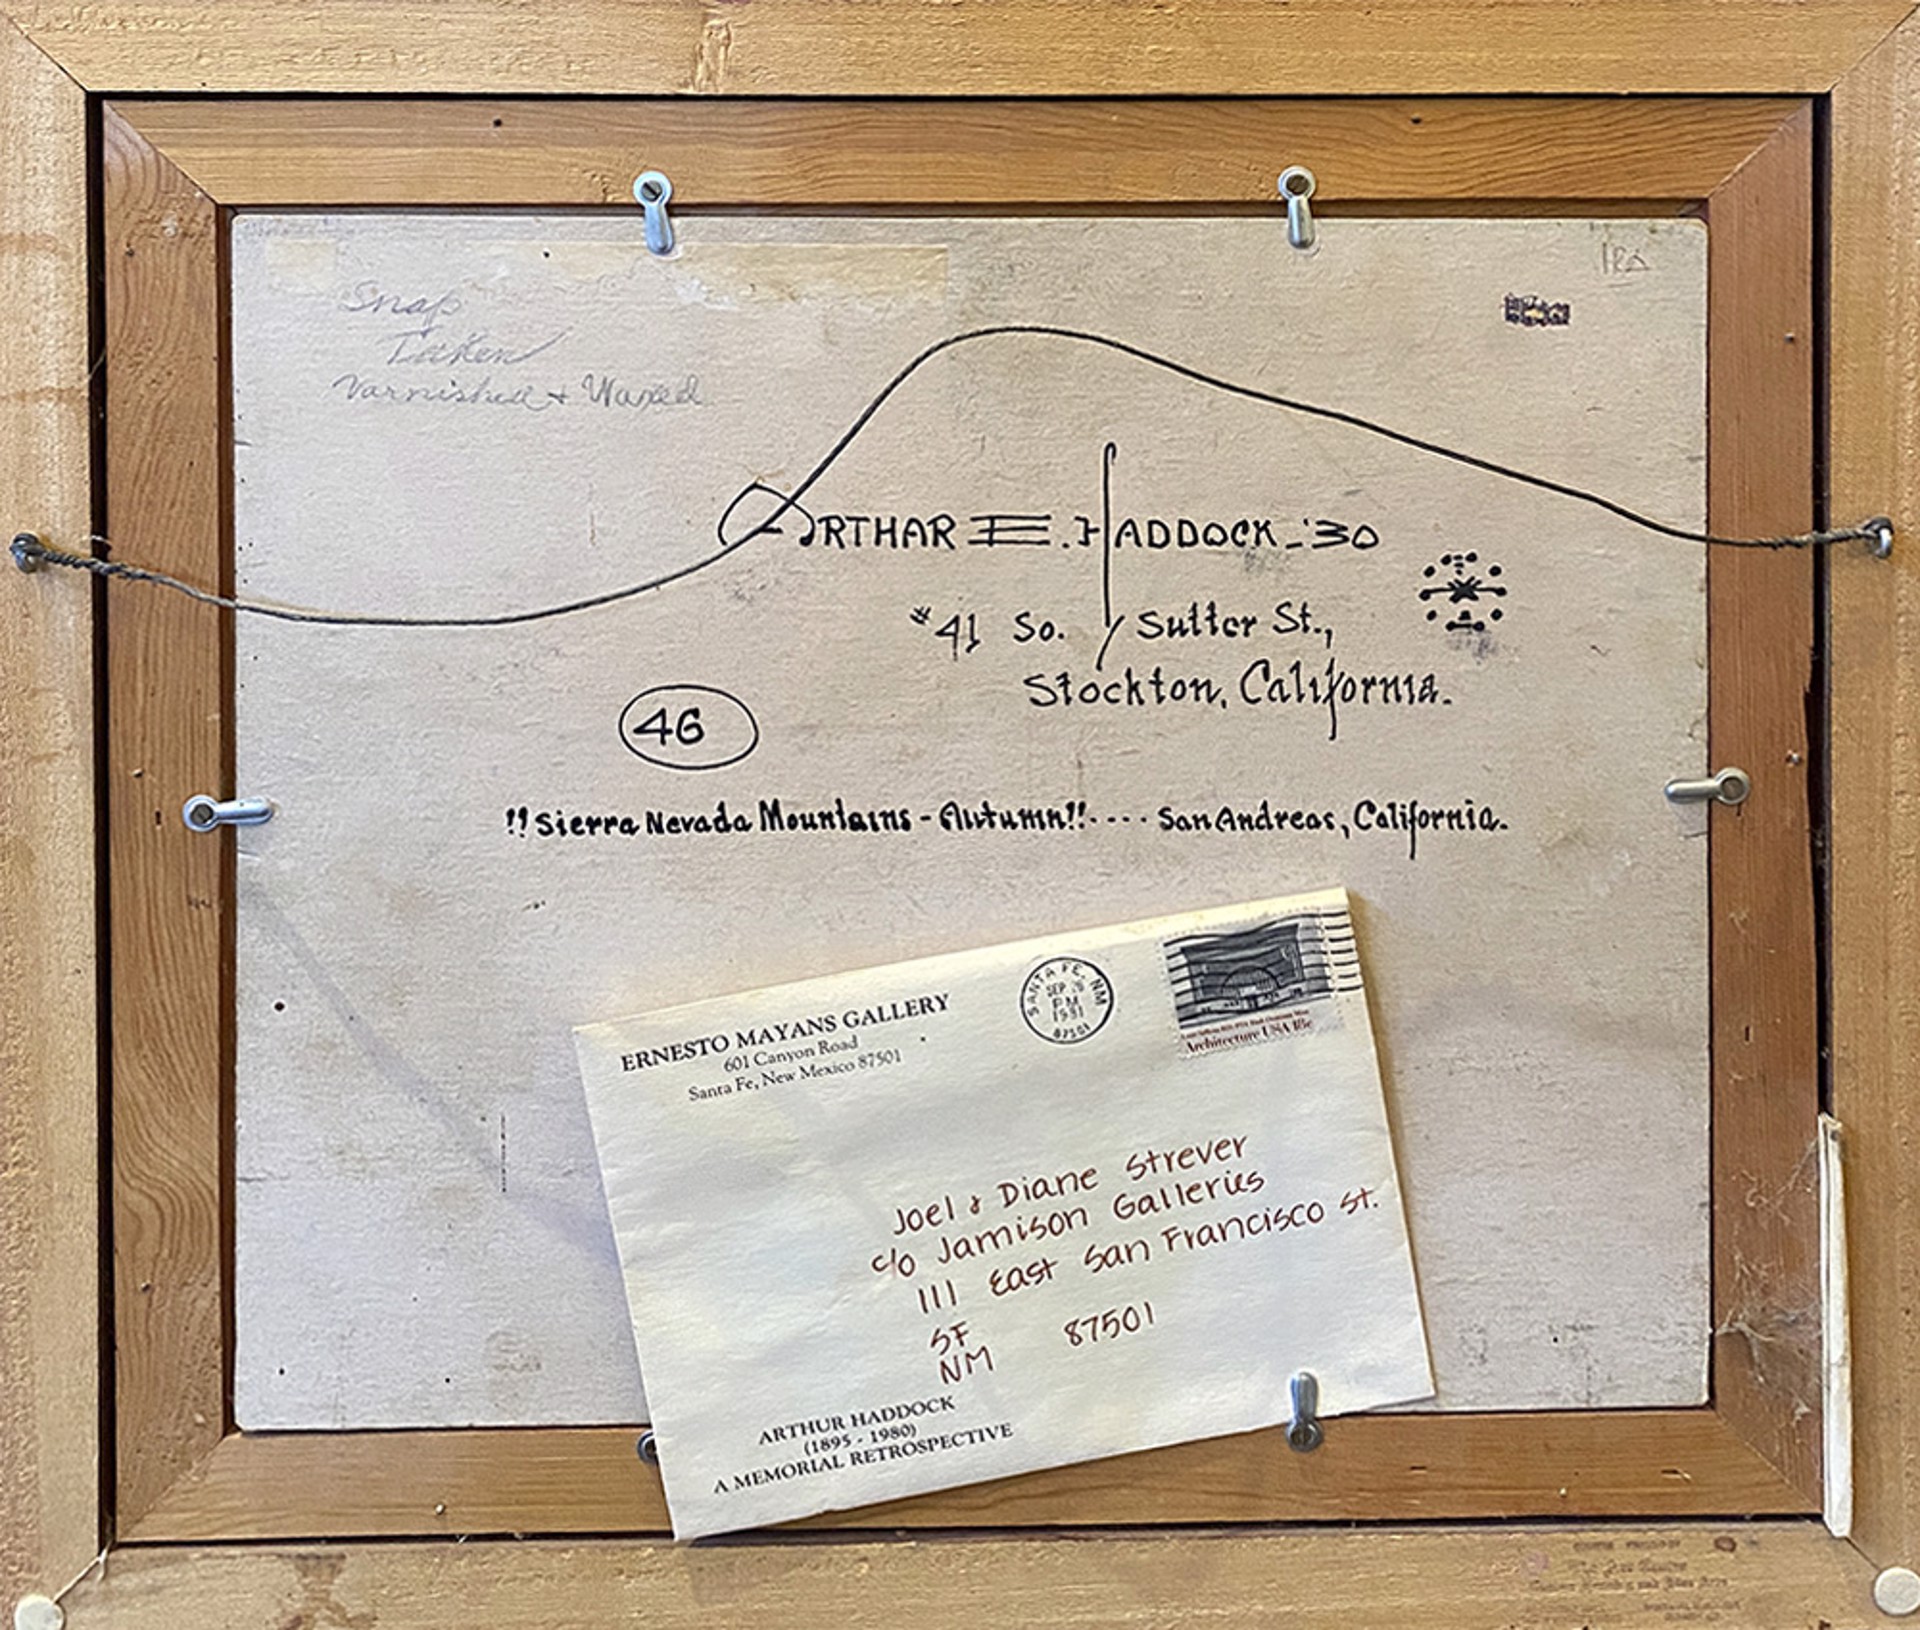 Snap
Taken
Varnished + Waxed
ARTHAR E. HADDOCK - '30
#41 So. Sutter St.,
Stockton, California.
46
!! Sierra Nevada Mountains - Autumn!! . . . . San Andreas, California.
ERNESTO MAYANS GALLERY
601 Canyon Road
Santa Fe, New Mexico 87501
SANTA FE, NM
SEP
PM
1981
87501
Architecture USA 18c
Joel & Diane Strever
c/o Jamison Galleries
111 East San Francisco St.
SF
NM 87501
ARTHUR HADDOCK
(1895 - 1980)
A MEMORIAL RETROSPECTIVE